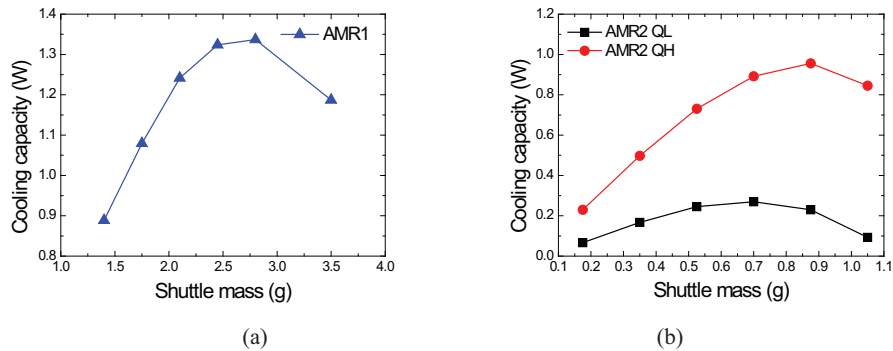 AMR1
Cooling capacity (W)
1.4
1.3
1.2
1.1
1.0
0.9
0.8
1.0 1.5 2.0 2.5 3.0 3.5 4.0
Shuttle mass (g)
(a)
AMR2 QL
AMR2 QH
Cooling capacity (W)
1.2
1.0
0.8
0.6
0.4
0.2
0.0
0.1 0.2 0.3 0.4 0.5 0.6 0.7 0.8 0.9 1.0 1.1
Shuttle mass (g)
(b)